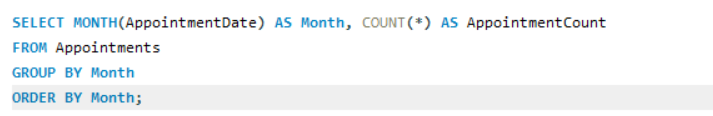 SELECT MONTH(AppointmentDate) AS Month, COUNT(*) AS AppointmentCount
FROM Appointments
GROUP BY Month
ORDER BY Month;